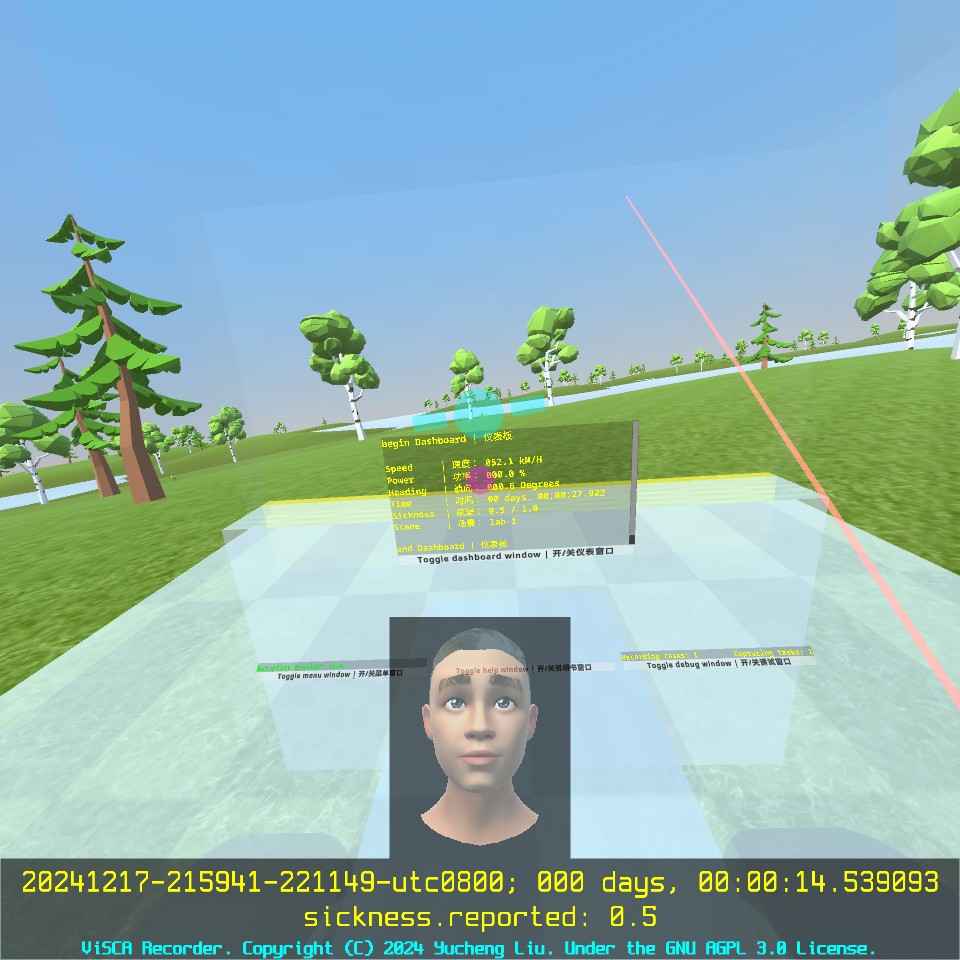 begin Dashboard | 仪表板
Speed | 速度: 052.1 kM/H
Power | 功率: 000.0 %
Heading | 航向: 000.6 Degrees
Time | 时间: 00 days, 00:00:27.922
Sickness | 眩晕: 0.5 / 1.0
Scene | 场景: lab-1
end Dashboard | 仪表板
Toggle dashboard window | 开/关仪表窗口
Autopilot enabled: true
Toggle menu window | 开/关菜单窗口
Toggle help window | 开/关说明书窗口
Recording tasks: 1 Capturing tasks: 1
Toggle debug window | 开/关调试窗口
20241217-215941-221149-utc0800; 000 days, 00:00:14.539093
sickness.reported: 0.5
ViSCA Recorder. Copyright (C) 2024 Yucheng Liu. Under the GNU AGPL 3.0 License.